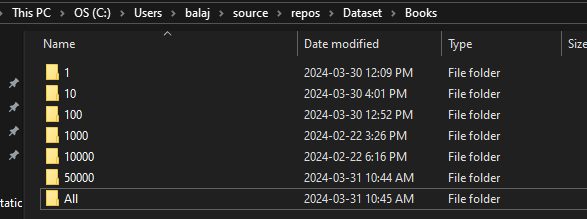 This PC > OS (C:) > Users > balaj > source > repos > Dataset > Books
Name Date modified Type Size
1 2024-03-30 12:09 PM File folder
10 2024-03-30 4:01 PM File folder
100 2024-03-30 12:52 PM File folder
1000 2024-02-22 3:26 PM File folder
10000 2024-02-22 6:16 PM File folder
50000 2024-03-31 10:44 AM File folder
tatic All 2024-03-31 10:45 AM File folder